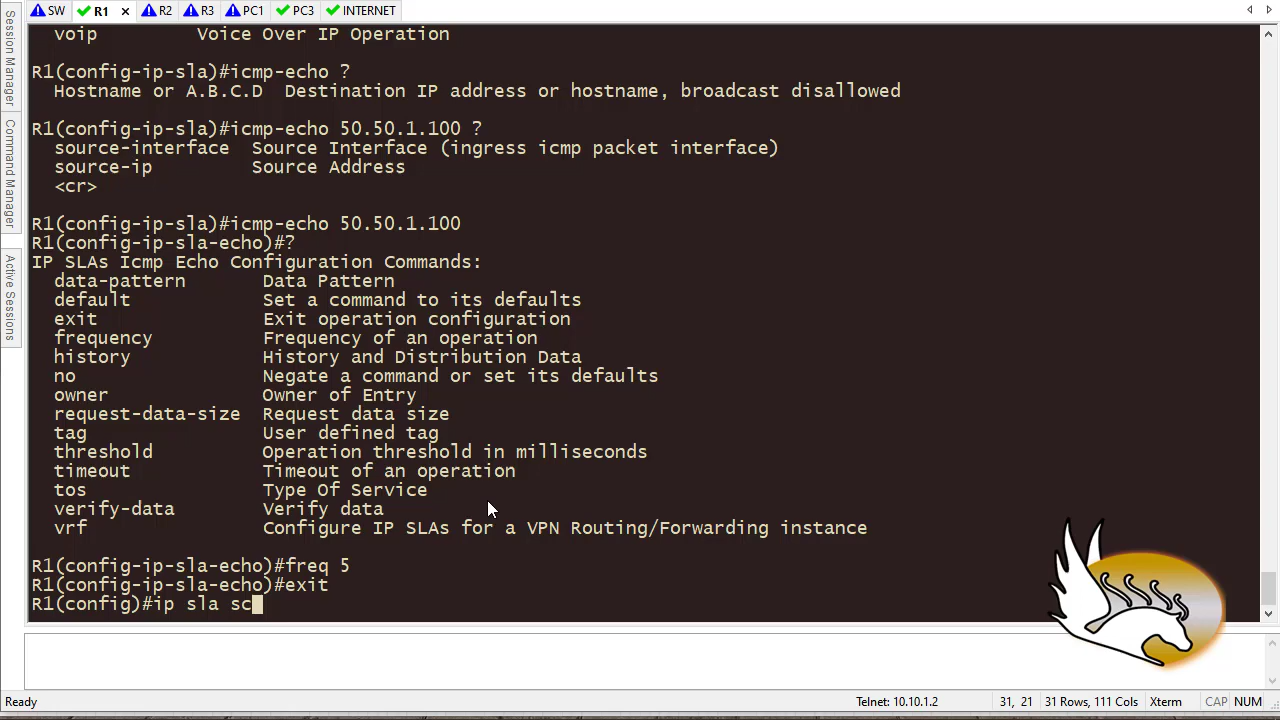 SW R1 × R2 R3 PC1 PC3 INTERNET
Session Manager
Command Manager
Active Sessions
voip Voice Over IP Operation
R1(config-ip-sla)#icmp-echo ?
Hostname or A.B.C.D Destination IP address or hostname, broadcast disallowed
R1(config-ip-sla)#icmp-echo 50.50.1.100 ?
source-interface Source Interface (ingress icmp packet interface)
source-ip Source Address
<cr>
R1(config-ip-sla)#icmp-echo 50.50.1.100
R1(config-ip-sla-echo)#?
IP SLAs Icmp Echo Configuration Commands:
data-pattern Data Pattern
default Set a command to its defaults
exit Exit operation configuration
frequency Frequency of an operation
history History and Distribution Data
no Negate a command or set its defaults
owner Owner of Entry
request-data-size Request data size
tag User defined tag
threshold Operation threshold in milliseconds
timeout Timeout of an operation
tos Type Of Service
verify-data Verify data
vrf Configure IP SLAs for a VPN Routing/Forwarding instance
R1(config-ip-sla-echo)#freq 5
R1(config-ip-sla-echo)#exit
R1(config)#ip sla sc
Ready Telnet: 10.10.1.2 31, 21 31 Rows, 111 Cols Xterm CAP NUM